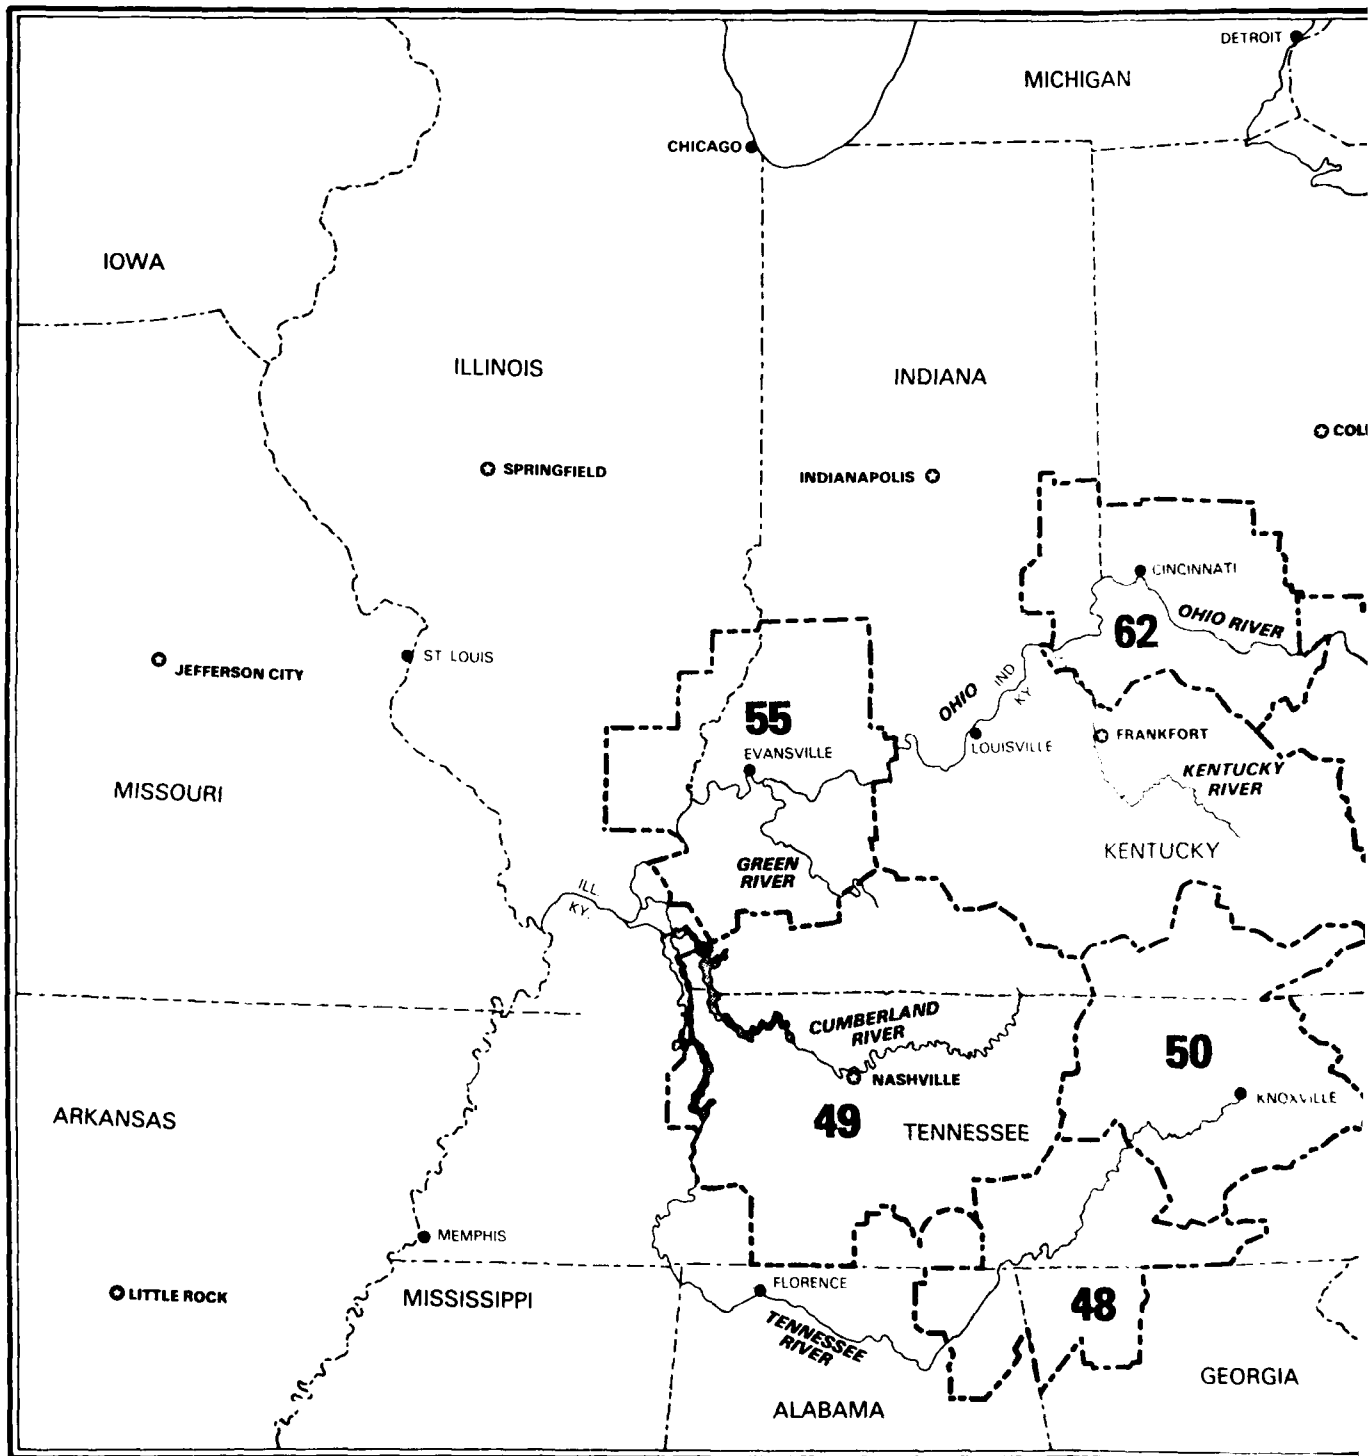 DETROIT
MICHIGAN
CHICAGO
IOWA
ILLINOIS
INDIANA
SPRINGFIELD
INDIANAPOLIS
CINCINNATI
OHIO RIVER
62
ST LOUIS
JEFFERSON CITY
OHIO
IND
KY.
55
EVANSVILLE
LOUISVILLE
FRANKFORT
KENTUCKY
RIVER
MISSOURI
KENTUCKY
GREEN
RIVER
ILL.
KY.
CUMBERLAND
RIVER
50
NASHVILLE
KNOXVILLE
ARKANSAS
49
TENNESSEE
MEMPHIS
FLORENCE
LITTLE ROCK
MISSISSIPPI
TENNESSEE
RIVER
48
GEORGIA
ALABAMA